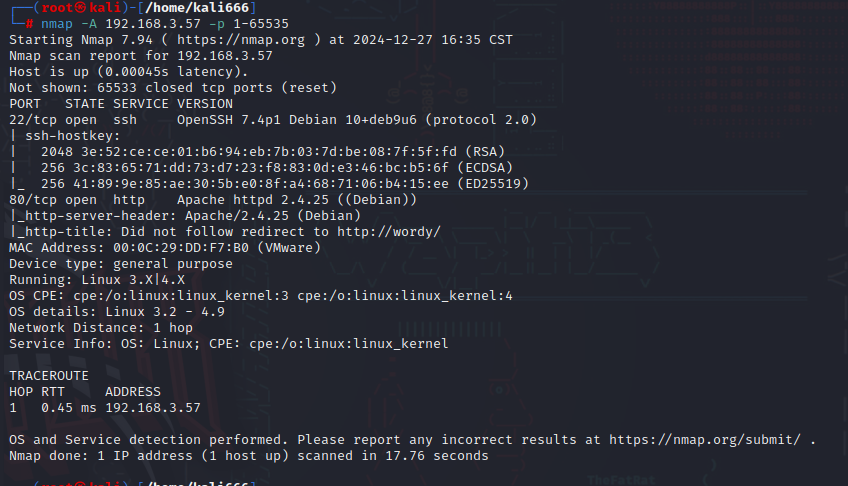 ┌──(root㉿kali)-[/home/kali666]
└─# nmap -A 192.168.3.57 -p 1-65535
Starting Nmap 7.94 ( https://nmap.org ) at 2024-12-27 16:35 CST
Nmap scan report for 192.168.3.57
Host is up (0.00045s latency).
Not shown: 65533 closed tcp ports (reset)
PORT   STATE SERVICE VERSION
22/tcp open  ssh     OpenSSH 7.4p1 Debian 10+deb9u6 (protocol 2.0)
| ssh-hostkey:
|   2048 3e:52:ce:ce:01:b6:94:eb:7b:03:7d:be:08:7f:5f:fd (RSA)
|   256 3c:83:65:71:dd:73:d7:23:f8:83:0d:e3:46:bc:b5:6f (ECDSA)
|_  256 41:89:9e:85:ae:30:5b:e0:8f:a4:68:71:06:b4:15:ee (ED25519)
80/tcp open  http    Apache httpd 2.4.25 ((Debian))
|_http-server-header: Apache/2.4.25 (Debian)
|_http-title: Did not follow redirect to http://wordy/
MAC Address: 00:0C:29:DD:F7:B0 (VMware)
Device type: general purpose
Running: Linux 3.X|4.X
OS CPE: cpe:/o:linux:linux_kernel:3 cpe:/o:linux:linux_kernel:4
OS details: Linux 3.2 - 4.9
Network Distance: 1 hop
Service Info: OS: Linux; CPE: cpe:/o:linux:linux_kernel
TRACEROUTE
HOP RTT     ADDRESS
1   0.45 ms 192.168.3.57
OS and Service detection performed. Please report any incorrect results at https://nmap.org/submit/ .
Nmap done: 1 IP address (1 host up) scanned in 17.76 seconds
┌──(root㉿kali)-[/home/kali666]